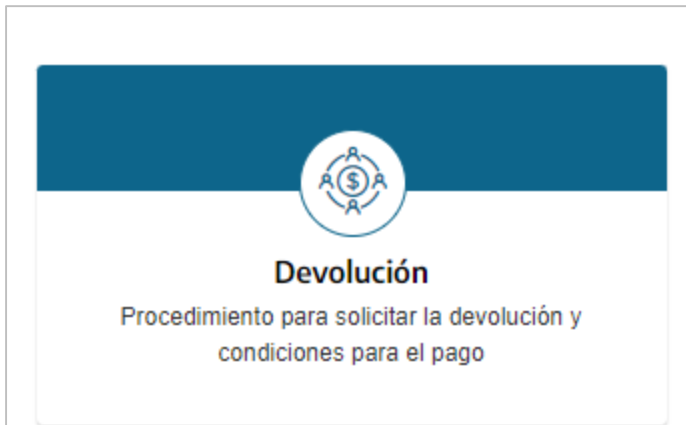 $
Devolución
Procedimiento para solicitar la devolución y
condiciones para el pago